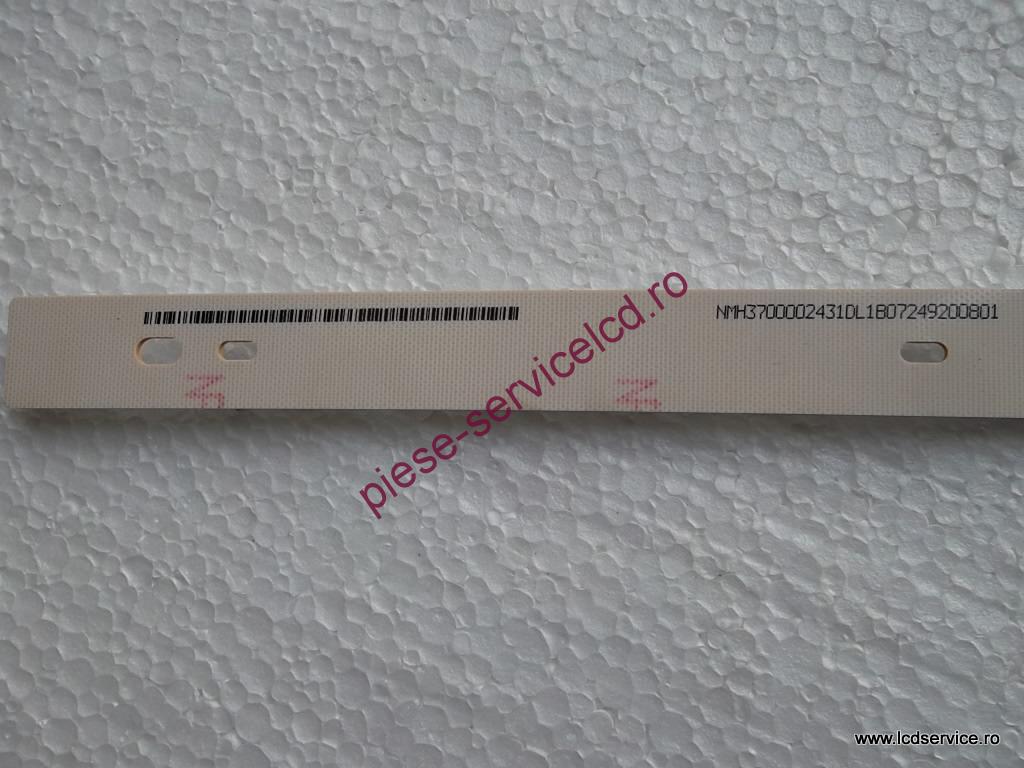 NMH3700002431DL1B07249200801
piese-servicelcd.ro
www.lcdservice.ro